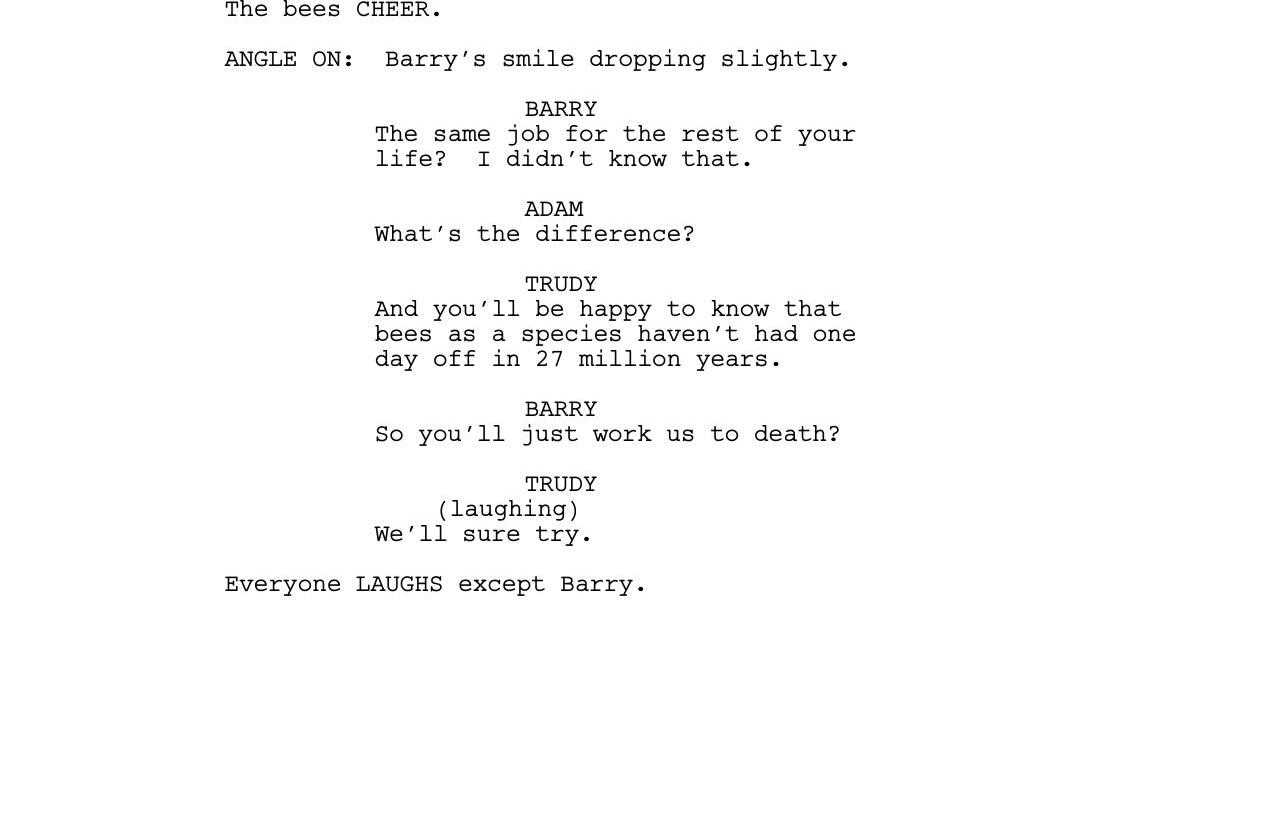 The bees CHEER.
ANGLE ON:  Barry’s smile dropping slightly.
BARRY
The same job for the rest of your
life?  I didn’t know that.
ADAM
What’s the difference?
TRUDY
And you’ll be happy to know that
bees as a species haven’t had one
day off in 27 million years.
BARRY
So you’ll just work us to death?
TRUDY
(laughing)
We’ll sure try.
Everyone LAUGHS except Barry.